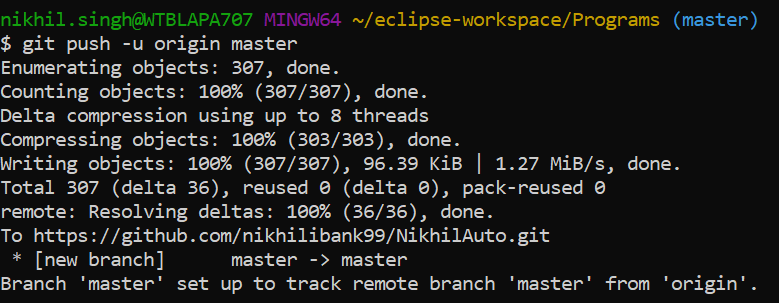 nikhil.singh@WTBLAPA707 MINGW64 ~/eclipse-workspace/Programs (master)
$ git push -u origin master
Enumerating objects: 307, done.
Counting objects: 100% (307/307), done.
Delta compression using up to 8 threads
Compressing objects: 100% (303/303), done.
Writing objects: 100% (307/307), 96.39 KiB | 1.27 MiB/s, done.
Total 307 (delta 36), reused 0 (delta 0), pack-reused 0
remote: Resolving deltas: 100% (36/36), done.
To https://github.com/nikhilibank99/NikhilAuto.git
 * [new branch]      master -> master
Branch 'master' set up to track remote branch 'master' from 'origin'.